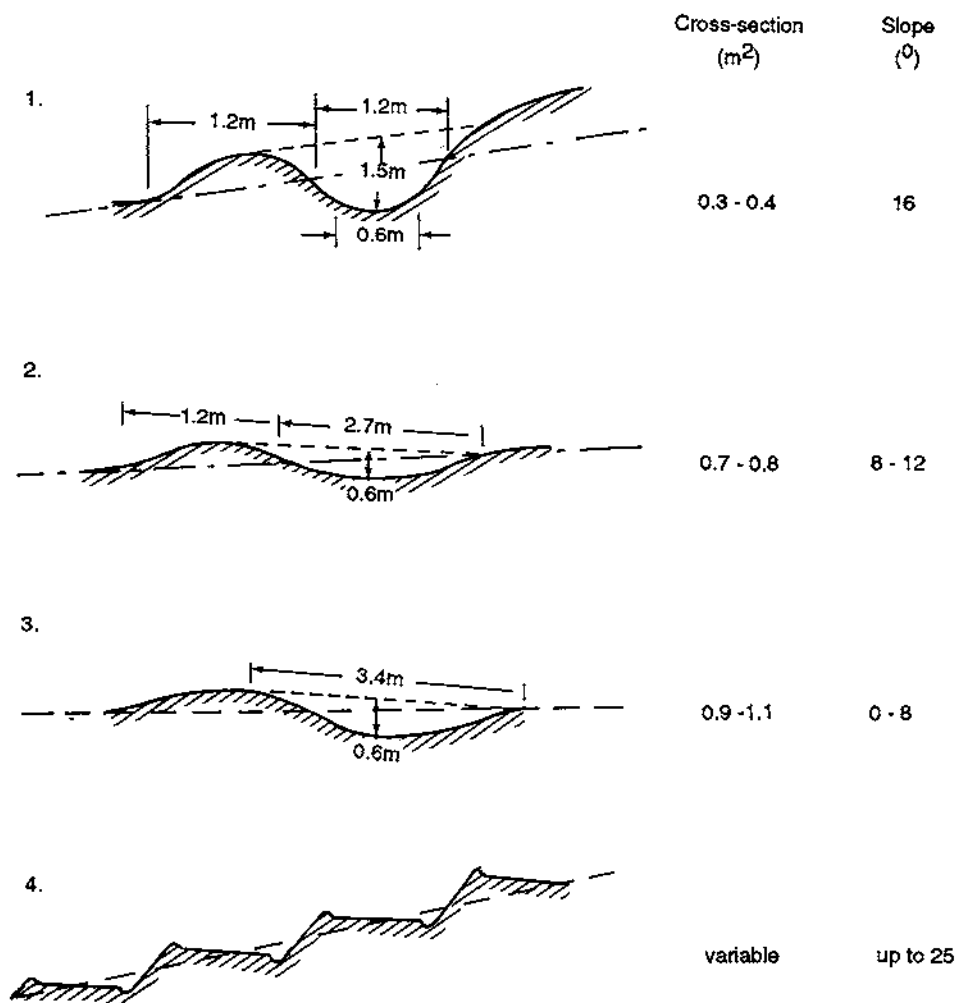 Cross-section Slope
(m²) (⁰)
1.
1.2m 1.2m
1.5m
0.6m
0.3 - 0.4 16
2.
1.2m 2.7m
0.6m
0.7 - 0.8 8 - 12
3.
3.4m
0.6m
0.9 -1.1 0 - 8
4.
variable up to 25